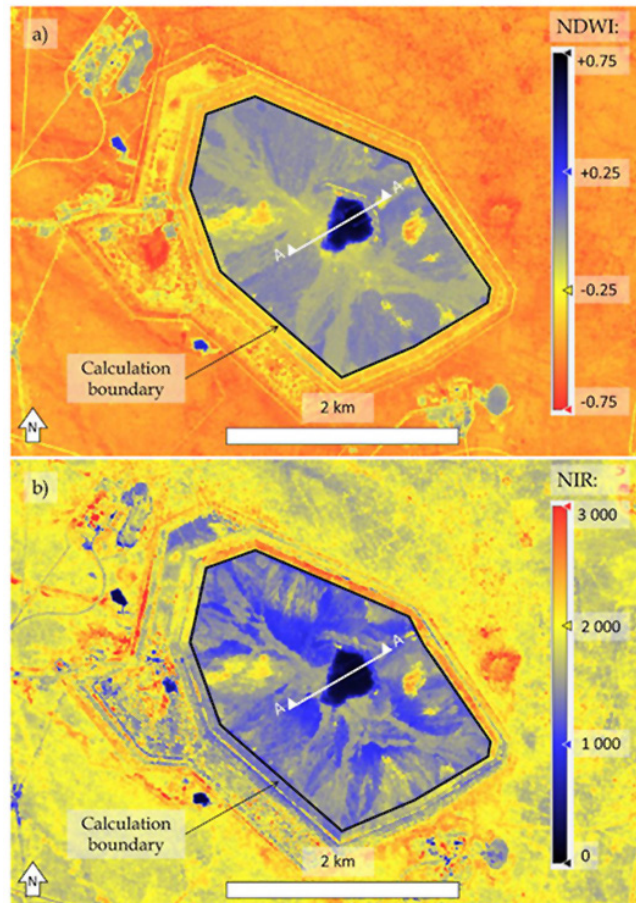 a)
NDWI:
+0.75
+0.25
-0.25
-0.75
A
A
Calculation
boundary
2 km
N
b)
NIR:
3 000
2 000
1 000
0
A
A
Calculation
boundary
2 km
N